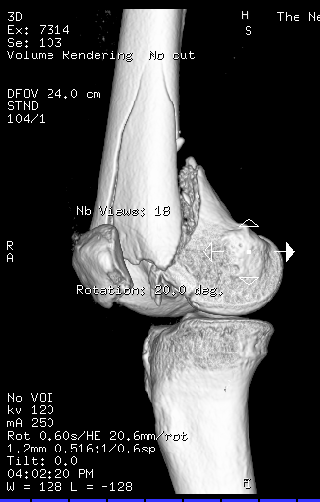 3D
Ex: 7314
Se: 103
Volume Rendering No cut
DFOV 24.0 cm
STND
104/1
H
S
The Ne
Nb Views: 18
R
A
Rotation: 20.0 deg.
No VOI
kv 120
mA 250
Rot 0.60s/HE 20.6mm/rot
1.2mm 0.516:1/0.6sp
Tilt: 0.0
04:02:20 PM
W = 128 L = -128